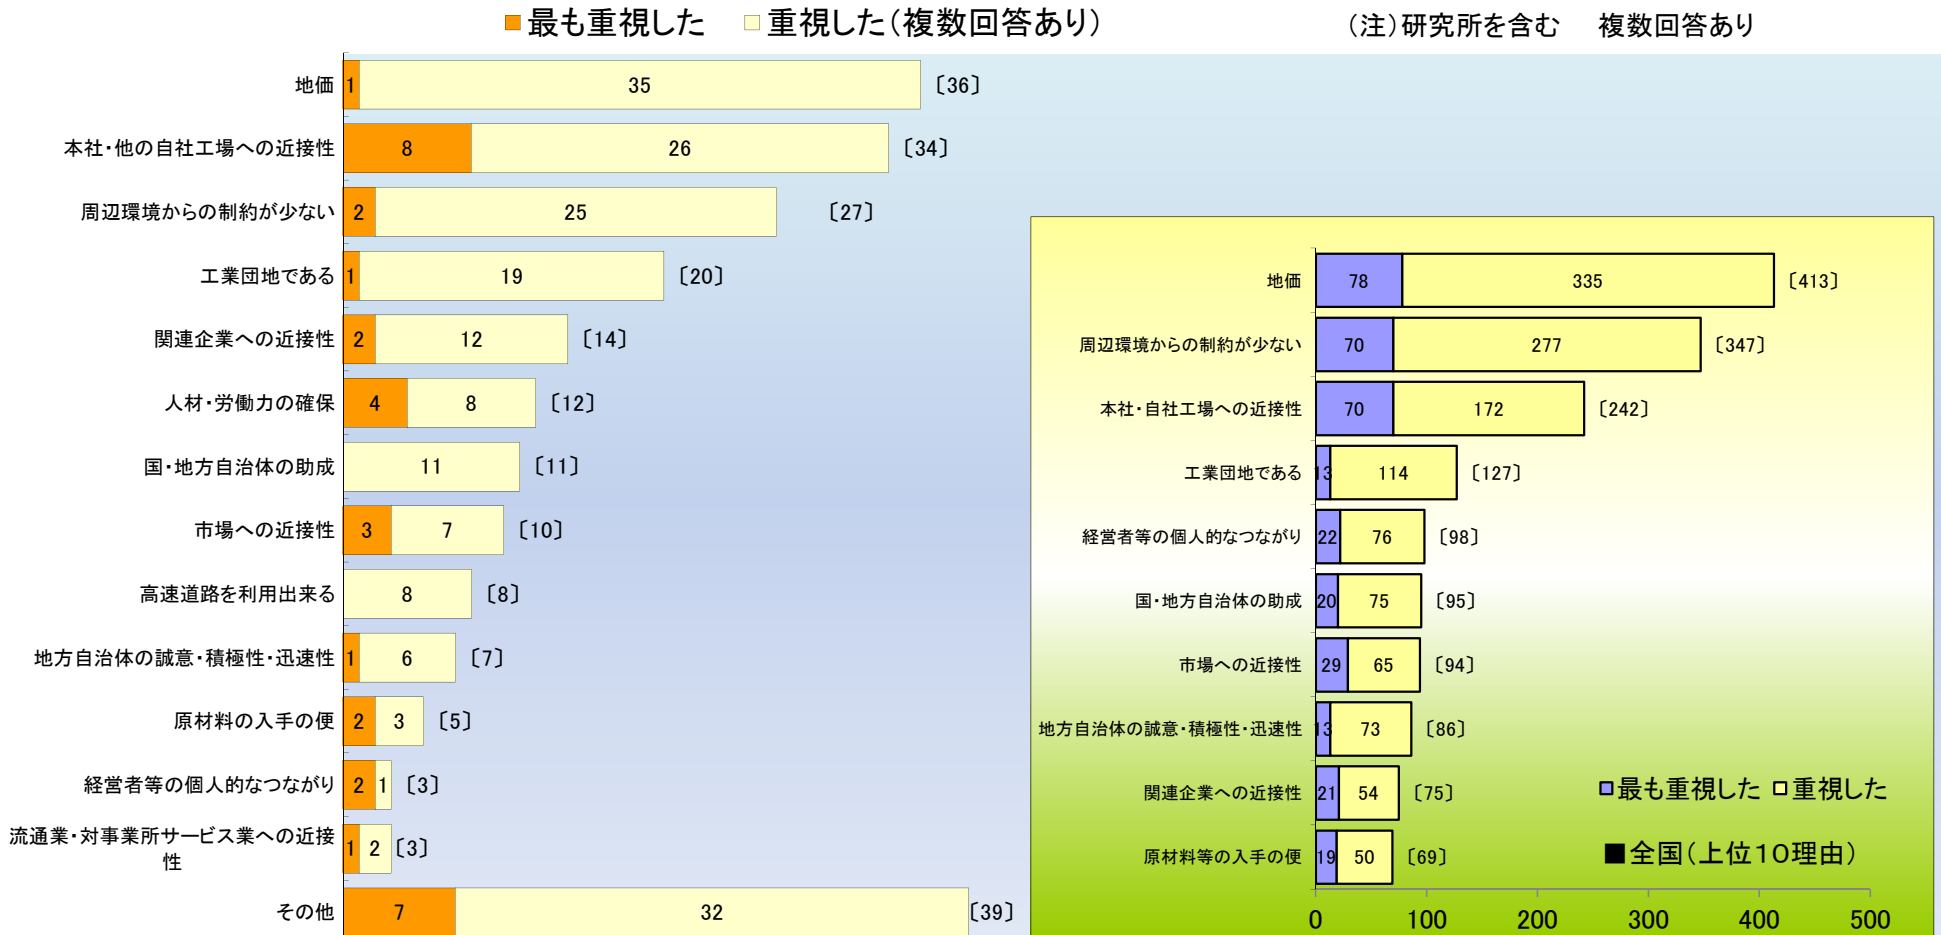 最も重視した 重視した(複数回答あり)
(注)研究所を含む 複数回答あり
地価 1 35 〔36〕
本社・他の自社工場への近接性 8 26 〔34〕
周辺環境からの制約が少ない 2 25 〔27〕
工業団地である 1 19 〔20〕
関連企業への近接性 2 12 〔14〕
人材・労働力の確保 4 8 〔12〕
国・地方自治体の助成 11 〔11〕
市場への近接性 3 7 〔10〕
高速道路を利用出来る 8 〔8〕
地方自治体の誠意・積極性・迅速性 1 6 〔7〕
原材料の入手の便 2 3 〔5〕
経営者等の個人的なつながり 2 1 〔3〕
流通業・対事業所サービス業への近接
性 1 2 〔3〕
その他 7 32 〔39〕
地価 78 335 〔413〕
周辺環境からの制約が少ない 70 277 〔347〕
本社・自社工場への近接性 70 172 〔242〕
工業団地である 13 114 〔127〕
経営者等の個人的なつながり 22 76 〔98〕
国・地方自治体の助成 20 75 〔95〕
市場への近接性 29 65 〔94〕
地方自治体の誠意・積極性・迅速性 13 73 〔86〕
関連企業への近接性 21 54 〔75〕
原材料等の入手の便 19 50 〔69〕
最も重視した 重視した
■全国(上位10理由)
0 100 200 300 400 500